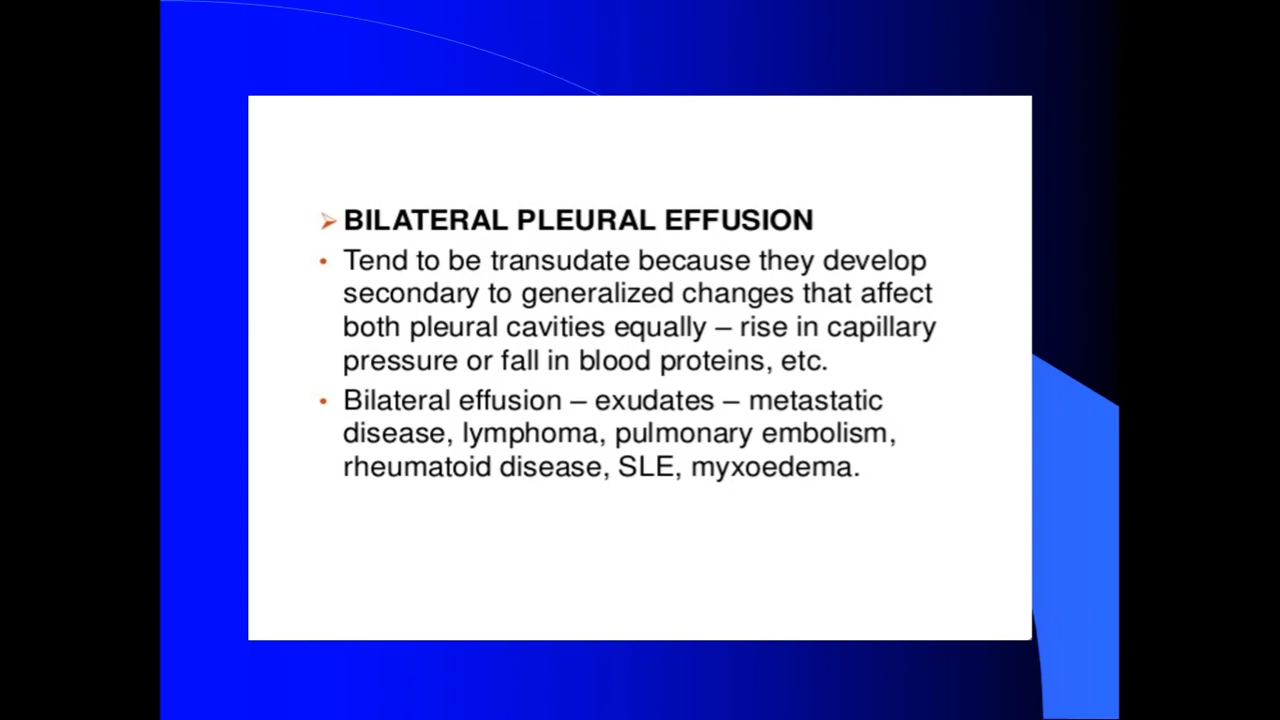 BILATERAL PLEURAL EFFUSION
• Tend to be transudate because they develop
secondary to generalized changes that affect
both pleural cavities equally – rise in capillary
pressure or fall in blood proteins, etc.
• Bilateral effusion – exudates – metastatic
disease, lymphoma, pulmonary embolism,
rheumatoid disease, SLE, myxoedema.